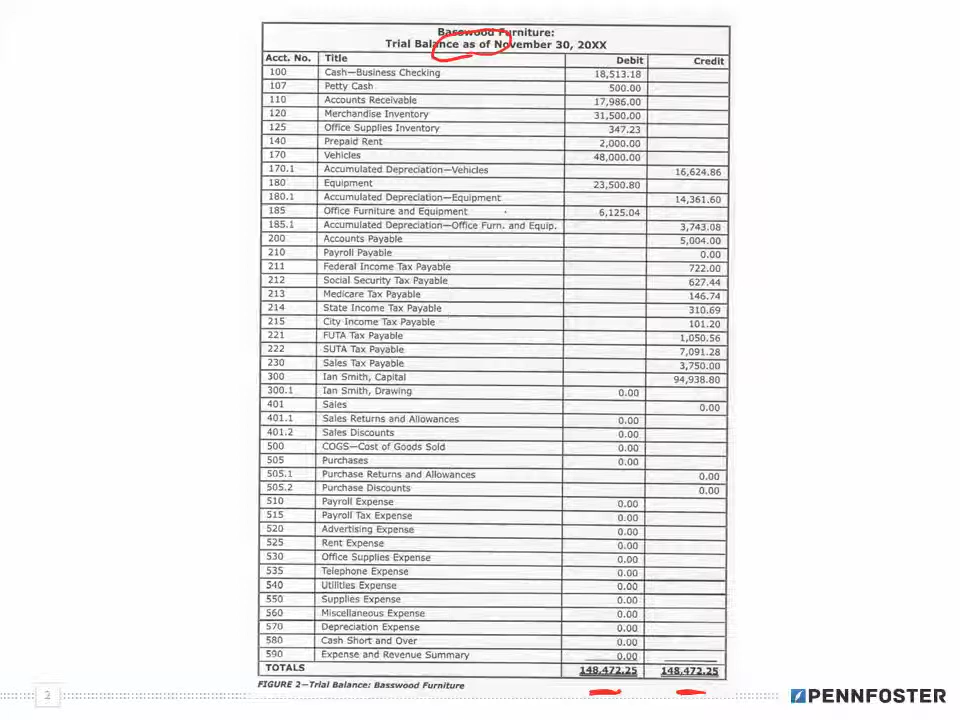 Basswood Furniture:
Trial Balance as of November 30, 20XX
Acct. No. Title Debit Credit
100 Cash—Business Checking 18,513.18
107 Petty Cash 500.00
110 Accounts Receivable 17,986.00
120 Merchandise Inventory 31,500.00
125 Office Supplies Inventory 347.23
140 Prepaid Rent 2,000.00
170 Vehicles 48,000.00
170.1 Accumulated Depreciation—Vehicles 16,624.86
180 Equipment 23,500.80
180.1 Accumulated Depreciation—Equipment 14,361.60
185 Office Furniture and Equipment 6,125.04
185.1 Accumulated Depreciation—Office Furn. and Equip. 3,743.08
200 Accounts Payable 5,004.00
210 Payroll Payable 0.00
211 Federal Income Tax Payable 722.00
212 Social Security Tax Payable 627.44
213 Medicare Tax Payable 146.74
214 State Income Tax Payable 310.69
215 City Income Tax Payable 101.20
221 FUTA Tax Payable 1,050.56
222 SUTA Tax Payable 7,091.28
230 Sales Tax Payable 3,750.00
300 Ian Smith, Capital 94,938.80
300.1 Ian Smith, Drawing 0.00
401 Sales 0.00
401.1 Sales Returns and Allowances 0.00
401.2 Sales Discounts 0.00
500 COGS—Cost of Goods Sold 0.00
505 Purchases 0.00
505.1 Purchase Returns and Allowances 0.00
505.2 Purchase Discounts 0.00
510 Payroll Expense 0.00
515 Payroll Tax Expense 0.00
520 Advertising Expense 0.00
525 Rent Expense 0.00
530 Office Supplies Expense 0.00
535 Telephone Expense 0.00
540 Utilities Expense 0.00
550 Supplies Expense 0.00
560 Miscellaneous Expense 0.00
570 Depreciation Expense 0.00
580 Cash Short and Over 0.00
590 Expense and Revenue Summary 0.00
TOTALS 148,472.25 148,472.25
FIGURE 2—Trial Balance: Basswood Furniture
2
PENNFOSTER